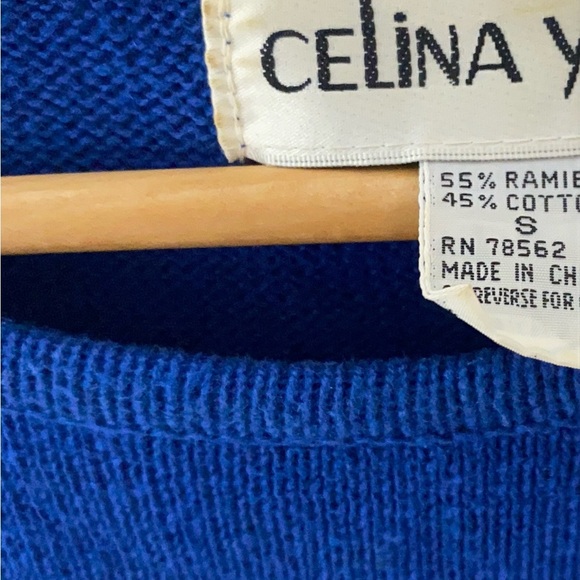 CELiNA Y
55% RAMIE
45% COTTO
S
RN 78562
MADE IN CH
REVERSE FOR